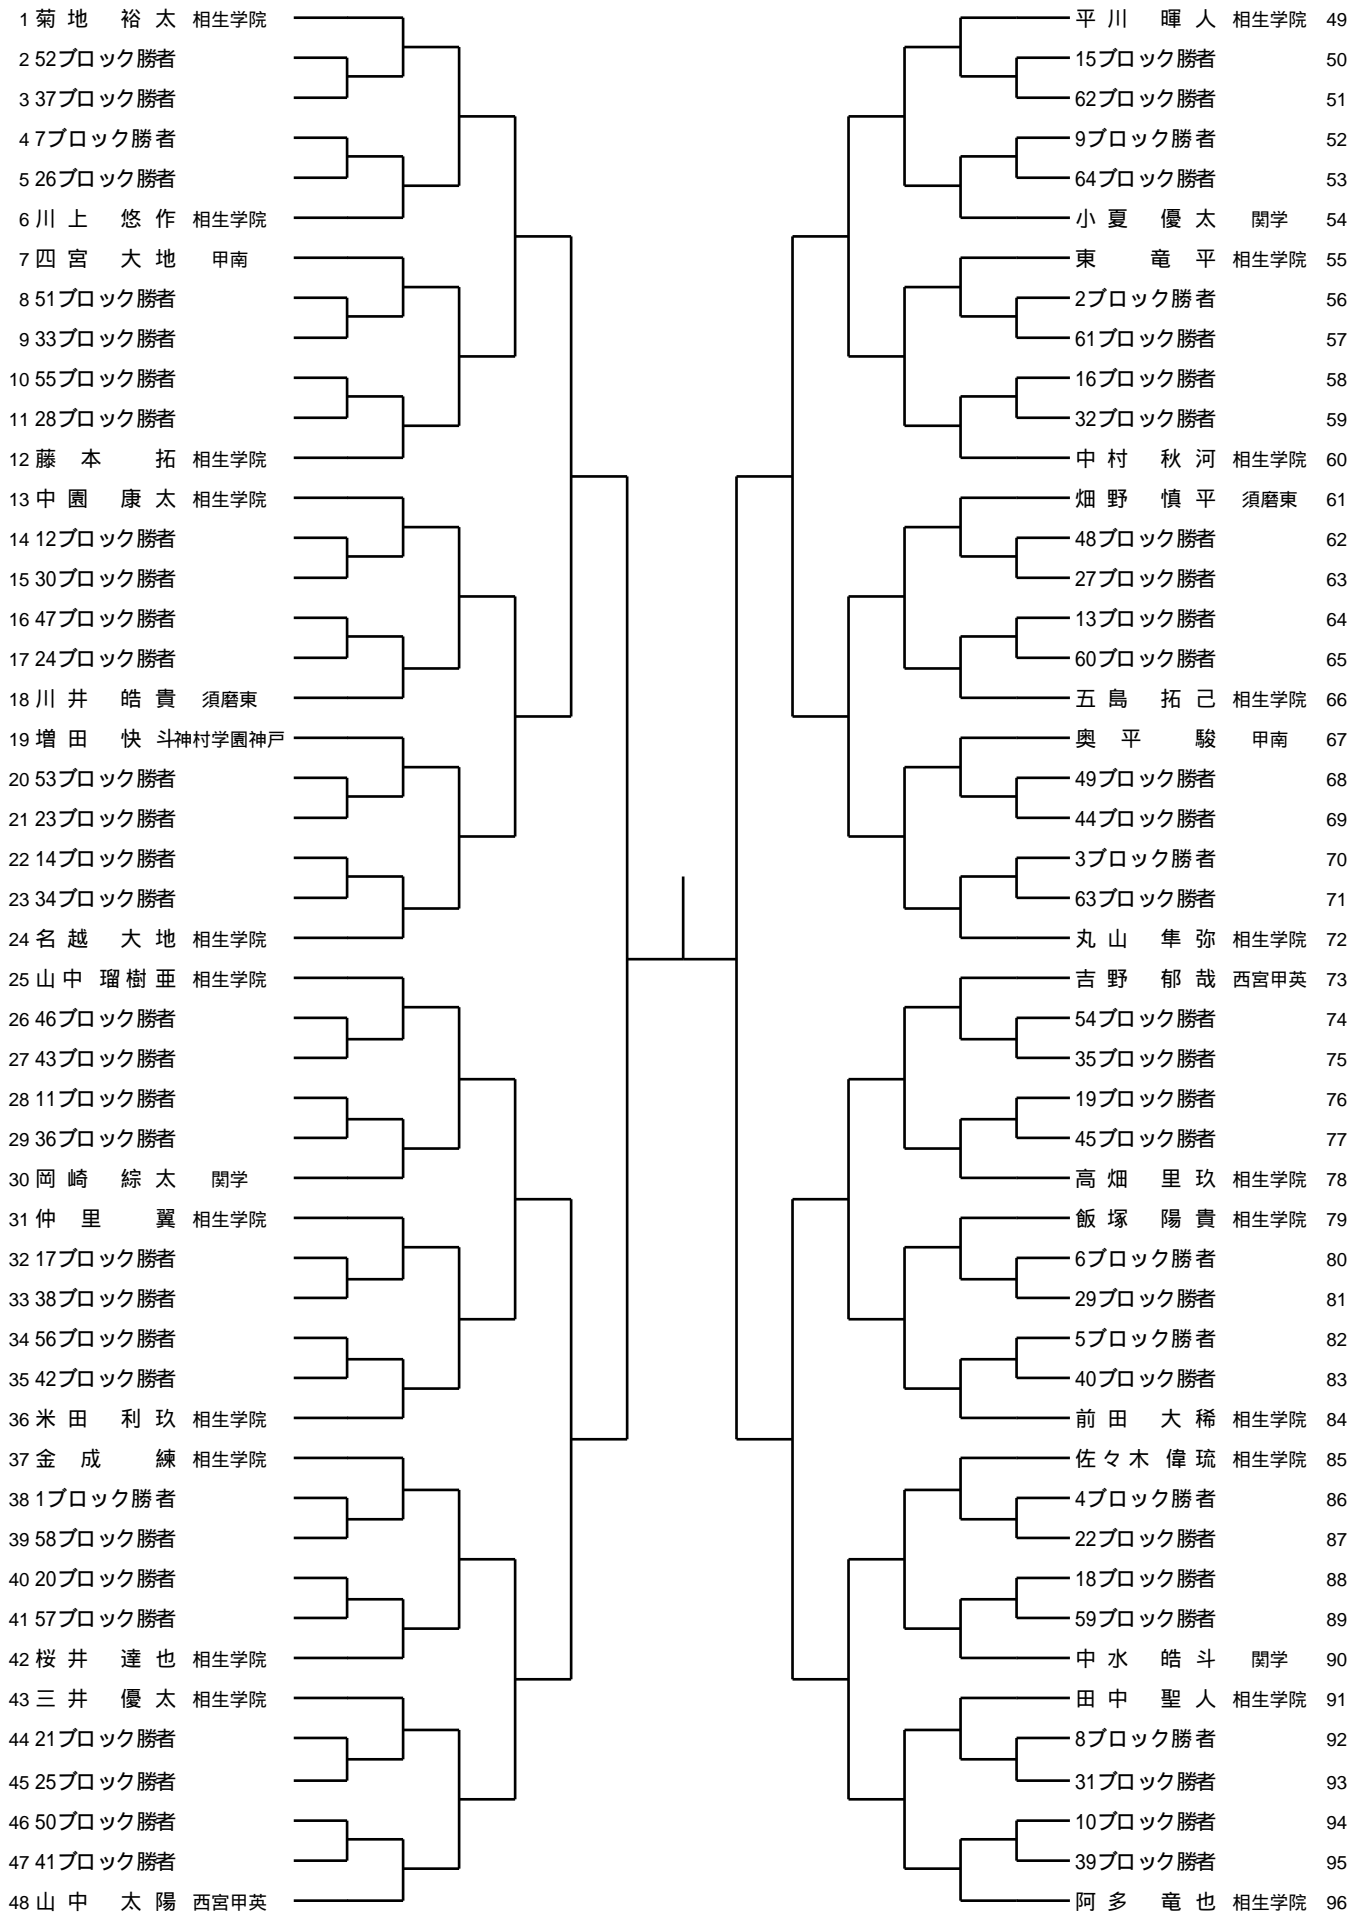 1 菊地 裕太 相生学院
2 52ブロック勝者
3 37ブロック勝者
4 7ブロック勝者
5 26ブロック勝者
6 川上 悠作 相生学院
7 四宮 大地 甲南
8 51ブロック勝者
9 33ブロック勝者
10 55ブロック勝者
11 28ブロック勝者
12 藤本 拓 相生学院
13 中園 康太 相生学院
14 12ブロック勝者
15 30ブロック勝者
16 47ブロック勝者
17 24ブロック勝者
18 川井 皓貴 須磨東
19 増田 快斗 神村学園神戸
20 53ブロック勝者
21 23ブロック勝者
22 14ブロック勝者
23 34ブロック勝者
24 名越 大地 相生学院
25 山中 瑠樹亜 相生学院
26 46ブロック勝者
27 43ブロック勝者
28 11ブロック勝者
29 36ブロック勝者
30 岡崎 綜太 関学
31 仲里 翼 相生学院
32 17ブロック勝者
33 38ブロック勝者
34 56ブロック勝者
35 42ブロック勝者
36 米田 利玖 相生学院
37 金成 練 相生学院
38 1ブロック勝者
39 58ブロック勝者
40 20ブロック勝者
41 57ブロック勝者
42 桜井 達也 相生学院
43 三井 優太 相生学院
44 21ブロック勝者
45 25ブロック勝者
46 50ブロック勝者
47 41ブロック勝者
48 山中 太陽 西宮甲英
平川 暉人 相生学院 49
15ブロック勝者 50
62ブロック勝者 51
9ブロック勝者 52
64ブロック勝者 53
小夏 優太 関学 54
東 竜平 相生学院 55
2ブロック勝者 56
61ブロック勝者 57
16ブロック勝者 58
32ブロック勝者 59
中村 秋河 相生学院 60
畑野 慎平 須磨東 61
48ブロック勝者 62
27ブロック勝者 63
13ブロック勝者 64
60ブロック勝者 65
五島 拓己 相生学院 66
奥平 駿 甲南 67
49ブロック勝者 68
44ブロック勝者 69
3ブロック勝者 70
63ブロック勝者 71
丸山 隼弥 相生学院 72
吉野 郁哉 西宮甲英 73
54ブロック勝者 74
35ブロック勝者 75
19ブロック勝者 76
45ブロック勝者 77
高畑 里玖 相生学院 78
飯塚 陽貴 相生学院 79
6ブロック勝者 80
29ブロック勝者 81
5ブロック勝者 82
40ブロック勝者 83
前田 大稀 相生学院 84
佐々木 偉琉 相生学院 85
4ブロック勝者 86
22ブロック勝者 87
18ブロック勝者 88
59ブロック勝者 89
中水 皓斗 関学 90
田中 聖人 相生学院 91
8ブロック勝者 92
31ブロック勝者 93
10ブロック勝者 94
39ブロック勝者 95
阿多 竜也 相生学院 96